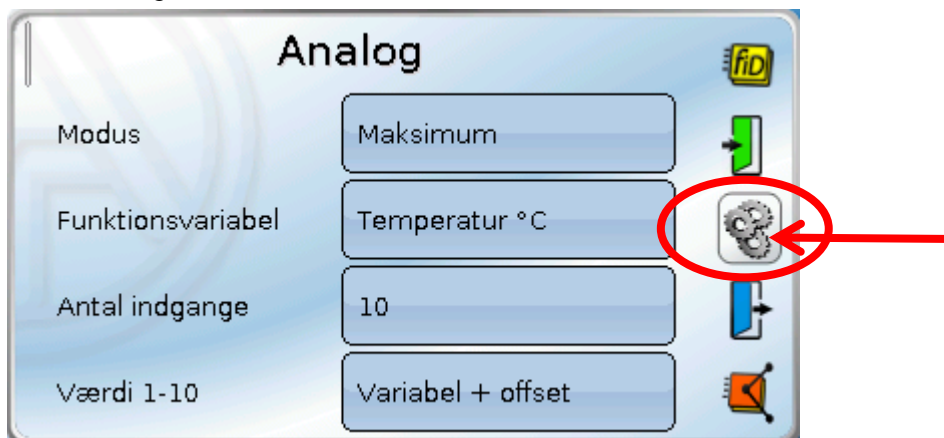 Analog
fiD
Modus Maksimum
Funktionsvariabel Temperatur °C
Antal indgange 10
Værdi 1-10 Variabel + offset